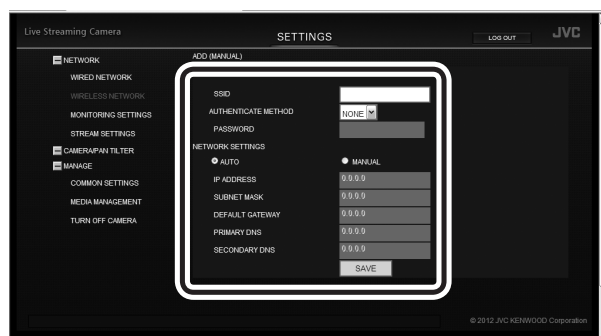 Live Streaming Camera
SETTINGS
LOG OUT
JVC
NETWORK
WIRED NETWORK
WIRELESS NETWORK
MONITORING SETTINGS
STREAM SETTINGS
CAMERA/PAN TILTER
MANAGE
COMMON SETTINGS
MEDIA MANAGEMENT
TURN OFF CAMERA
ADD (MANUAL)
SSID
AUTHENTICATE METHOD NONE
PASSWORD
NETWORK SETTINGS
AUTO MANUAL
IP ADDRESS 0.0.0.0
SUBNET MASK 0.0.0.0
DEFAULT GATEWAY 0.0.0.0
PRIMARY DNS 0.0.0.0
SECONDARY DNS 0.0.0.0
SAVE
© 2012 JVC KENWOOD Corporation